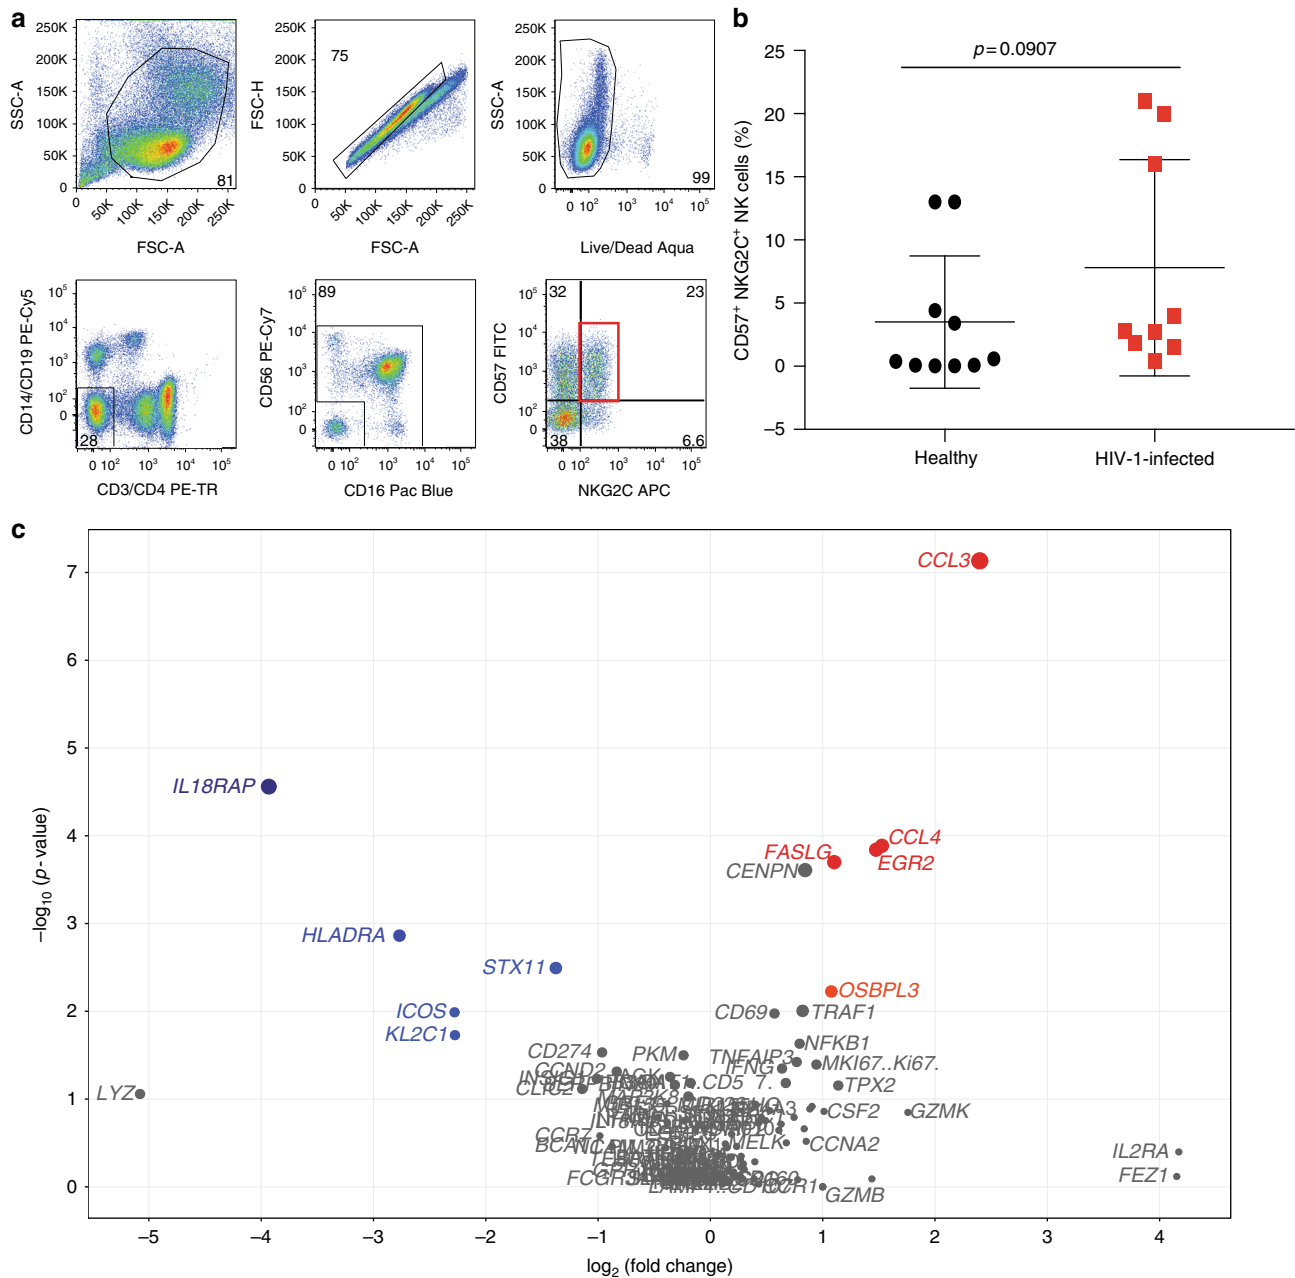 a
250K
200K
150K
100K
50K
0
SSC-A
81
0
50K
100K
150K
200K
250K
FSC-A
250K
200K
150K
100K
50K
0
FSC-H
75
50K
100K
150K
200K
250K
FSC-A
250K
200K
150K
100K
50K
0
SSC-A
99
0 10² 10³ 10⁴ 10⁵
Live/Dead Aqua
10⁵
10⁴
10³
10²
0
CD14/CD19 PE-Cy5
28
0 10² 10³ 10⁴ 10⁵
CD3/CD4 PE-TR
10⁵
10⁴
10³
10²
0
CD56 PE-Cy7
89
0 10² 10³ 10⁴ 10⁵
CD16 Pac Blue
10⁵
10⁴
10³
10²
0
CD57 FITC
32 23
38 6.6
0 10² 10³ 10⁴ 10⁵
NKG2C APC
b
p=0.0907
25
20
15
10
5
0
–5
CD57⁺ NKG2C⁺ NK cells (%)
Healthy HIV-1-infected
c
7
6
5
4
3
2
1
0
–log₁₀ (p-value)
CCL3
IL18RAP
CCL4
FASLG
EGR2
CENPN
HLADRA
STX11
OSBPL3
ICOS
CD69 TRAF1
KL2C1
NFKB1
CD274 PKM TNFAIP3
IFNG MKI67..Ki67.
CCND2
CLIC2 TPX2
LYZ
CSF2 GZMK
CCR7 MELK CCNA2
IL2RA
FEZ1
GZMB
–5 –4 –3 –2 –1 0 1 2 3 4
log₂ (fold change)